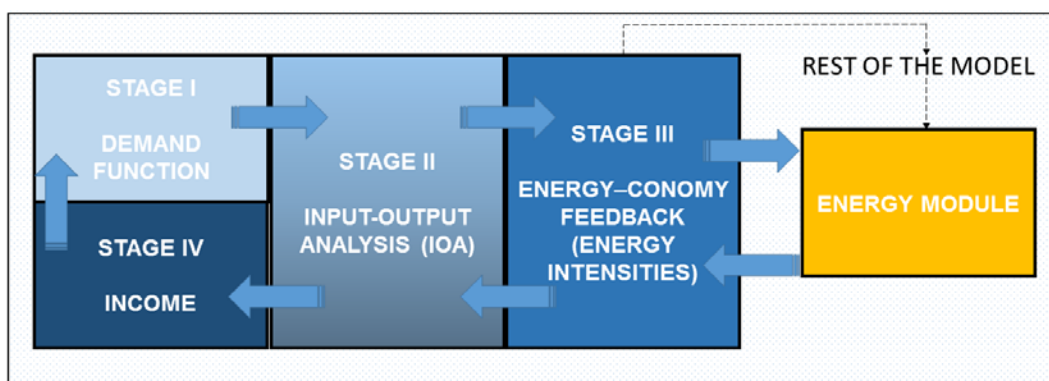 STAGE I
DEMAND
FUNCTION
STAGE IV
INCOME
STAGE II
INPUT-OUTPUT
ANALYSIS (IOA)
STAGE III
ENERGY–CONOMY
FEEDBACK
(ENERGY
INTENSITIES)
REST OF THE MODEL
ENERGY MODULE